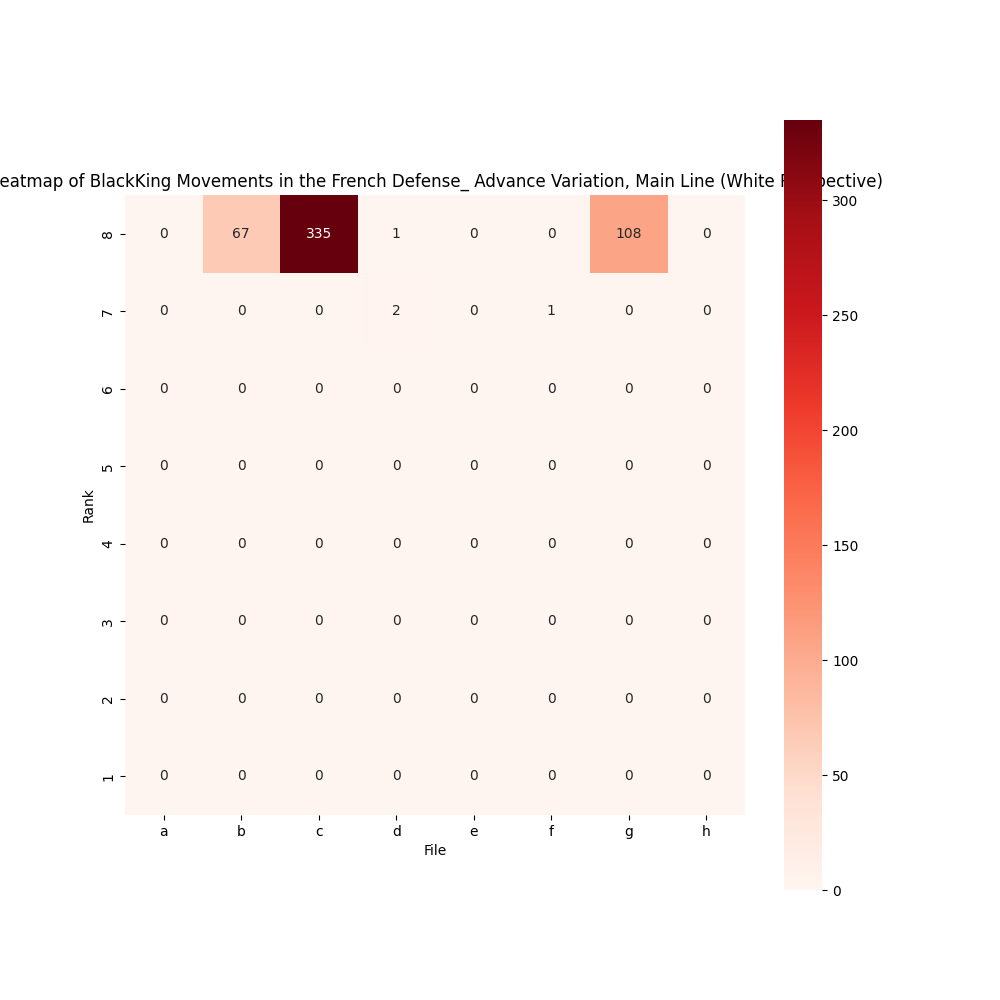 eatmap of BlackKing Movements in the French Defense_ Advance Variation, Main Line (White pective)
8 0 67 335 1 0 0 108 0
7 0 0 0 2 0 1 0 0
6 0 0 0 0 0 0 0 0
5 0 0 0 0 0 0 0 0
4 0 0 0 0 0 0 0 0
3 0 0 0 0 0 0 0 0
2 0 0 0 0 0 0 0 0
1 0 0 0 0 0 0 0 0
a b c d e f g h
File
Rank
300
250
200
150
100
50
0